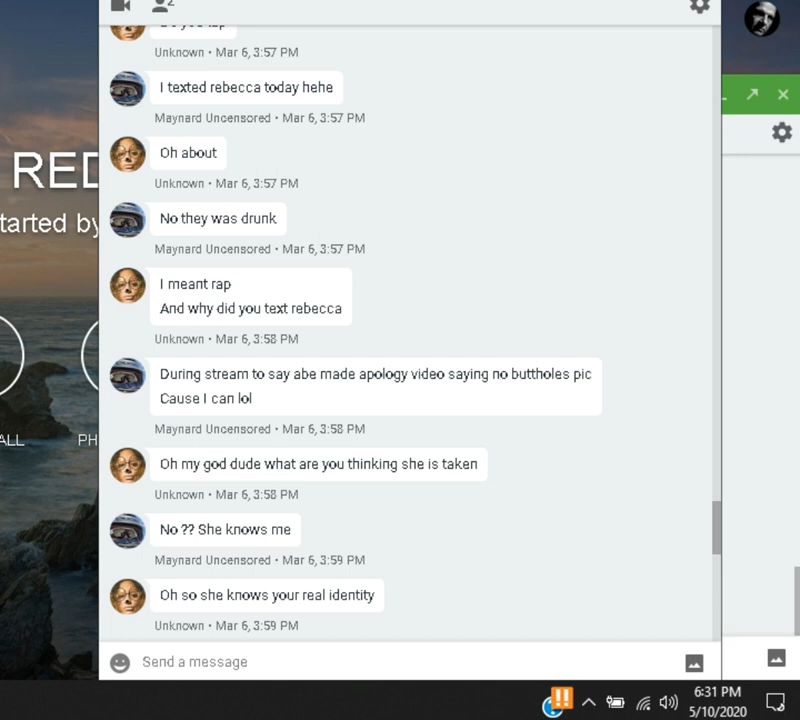 2
Unknown • Mar 6, 3:57 PM
I texted rebecca today hehe
Maynard Uncensored • Mar 6, 3:57 PM
Oh about
Unknown • Mar 6, 3:57 PM
RED
No they was drunk
tarted by
Maynard Uncensored • Mar 6, 3:57 PM
I meant rap
And why did you text rebecca
Unknown • Mar 6, 3:58 PM
During stream to say abe made apology video saying no buttholes pic
Cause I can lol
Maynard Uncensored • Mar 6, 3:58 PM
ALL
PH
Oh my god dude what are you thinking she is taken
Unknown • Mar 6, 3:58 PM
No ?? She knows me
Maynard Uncensored • Mar 6, 3:59 PM
Oh so she knows your real identity
Unknown • Mar 6, 3:59 PM
Send a message
6:31 PM
5/10/2020